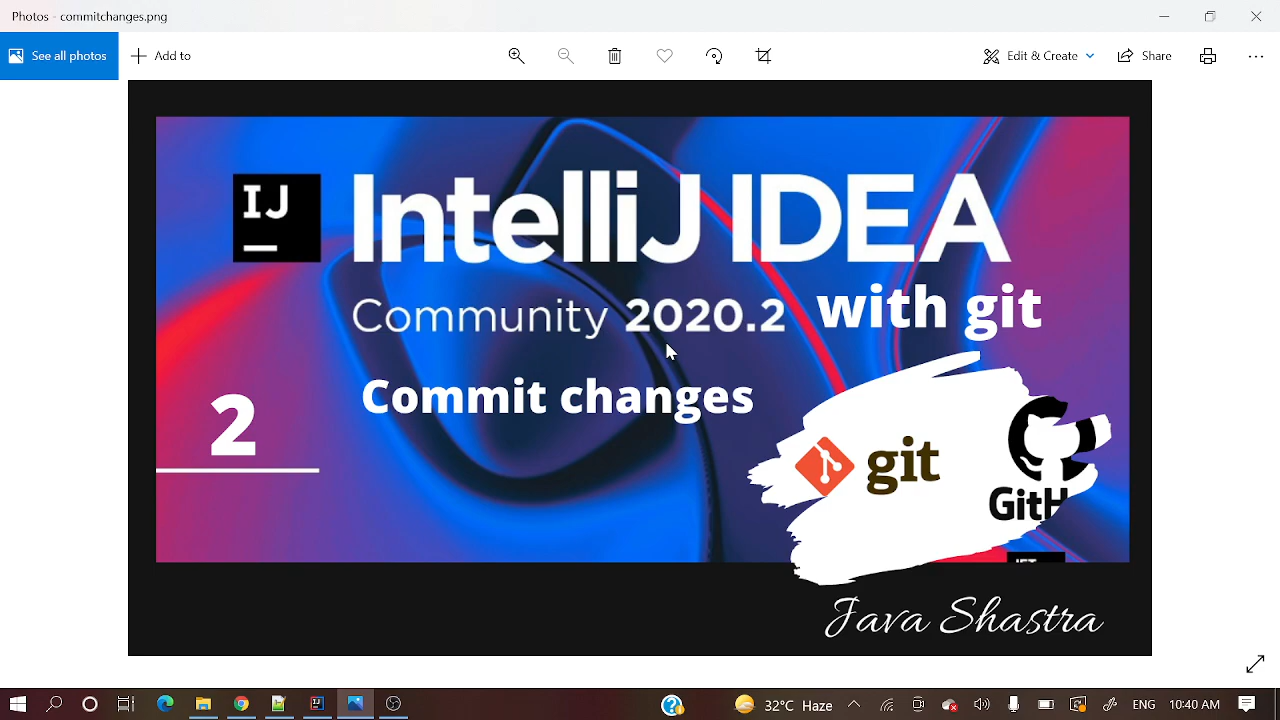 Photos - commitchanges.png
See all photos
Add to
Edit & Create
Share
IJ
IntelliJ IDEA
Community 2020.2 with git
Commit changes
2
git
GitH
JET
Java Shastra
32°C Haze
ENG
10:40 AM